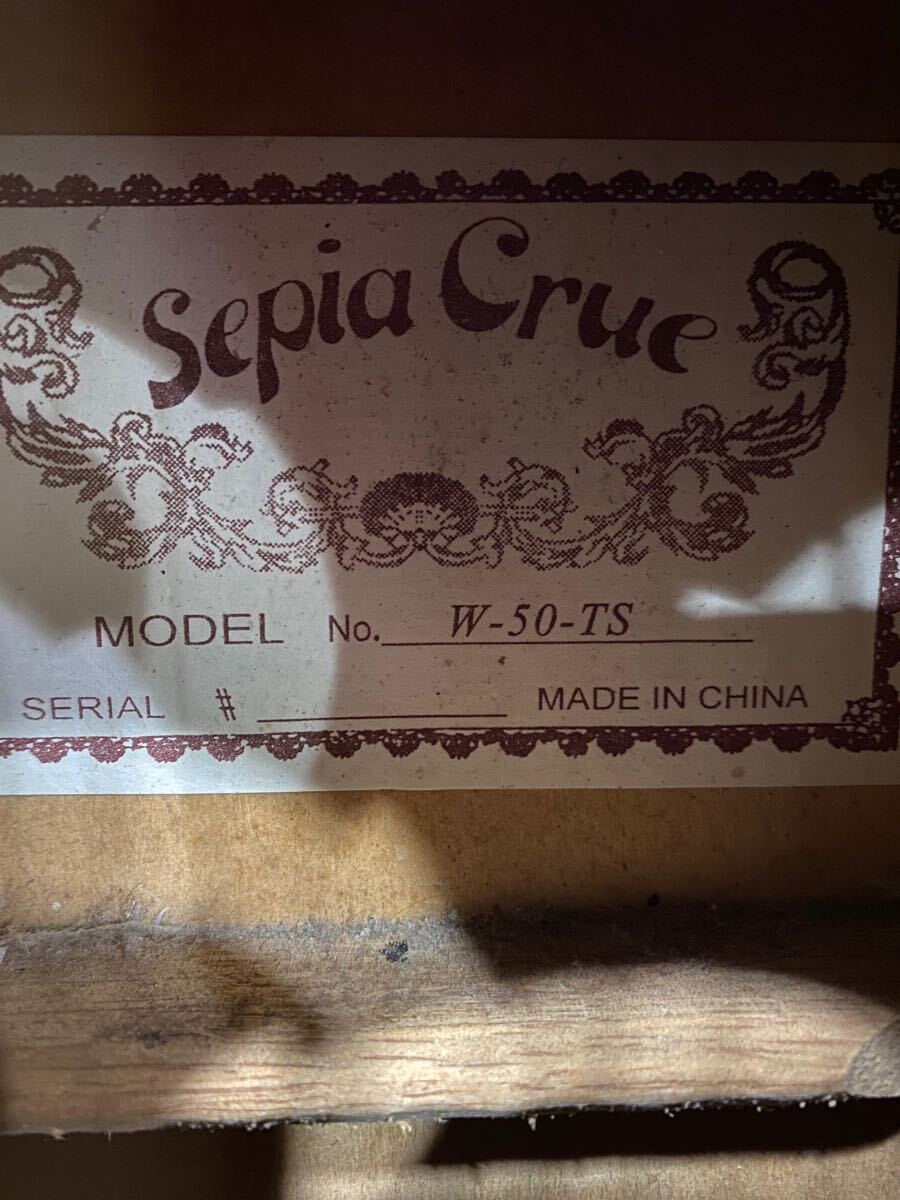 Sepia Crue
MODEL No. W-50-TS
SERIAL # MADE IN CHINA